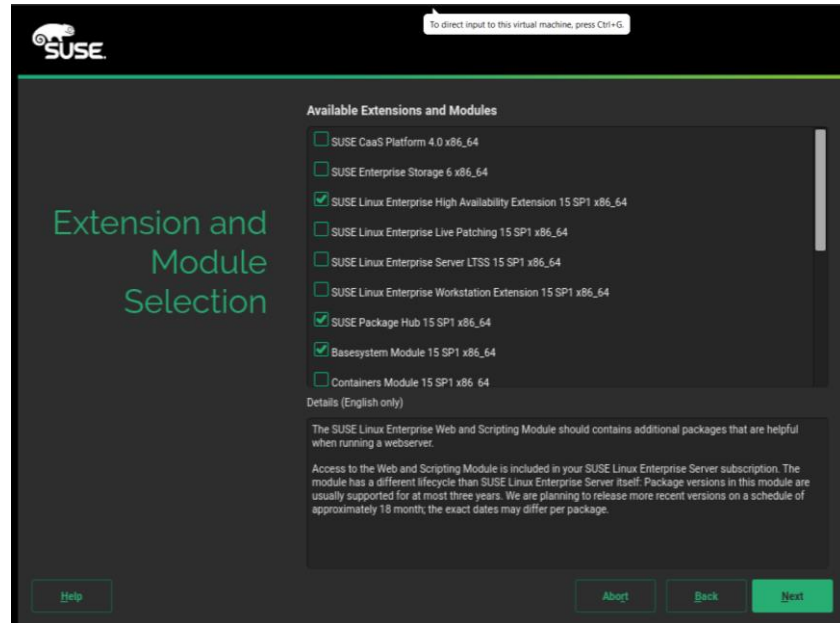 To direct input to this virtual machine, press Ctrl+G.
SUSE.
Available Extensions and Modules
SUSE CaaS Platform 4.0 x86_64
SUSE Enterprise Storage 6 x86_64
SUSE Linux Enterprise High Availability Extension 15 SP1 x86_64
SUSE Linux Enterprise Live Patching 15 SP1 x86_64
SUSE Linux Enterprise Server LTSS 15 SP1 x86_64
SUSE Linux Enterprise Workstation Extension 15 SP1 x86_64
SUSE Package Hub 15 SP1 x86_64
Basesystem Module 15 SP1 x86_64
Containers Module 15 SP1 x86_64
Extension and
Module
Selection
Details (English only)
The SUSE Linux Enterprise Web and Scripting Module should contains additional packages that are helpful
when running a webserver.
Access to the Web and Scripting Module is included in your SUSE Linux Enterprise Server subscription. The
module has a different lifecycle than SUSE Linux Enterprise Server itself: Package versions in this module are
usually supported for at most three years. We are planning to release more recent versions on a schedule of
approximately 18 month; the exact dates may differ per package.
Help
Abort
Back
Next